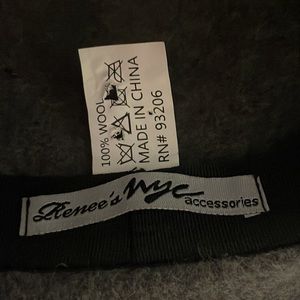 100% WOOL
MADE IN CHINA
RN# 93206
Renee's NYC
accessories